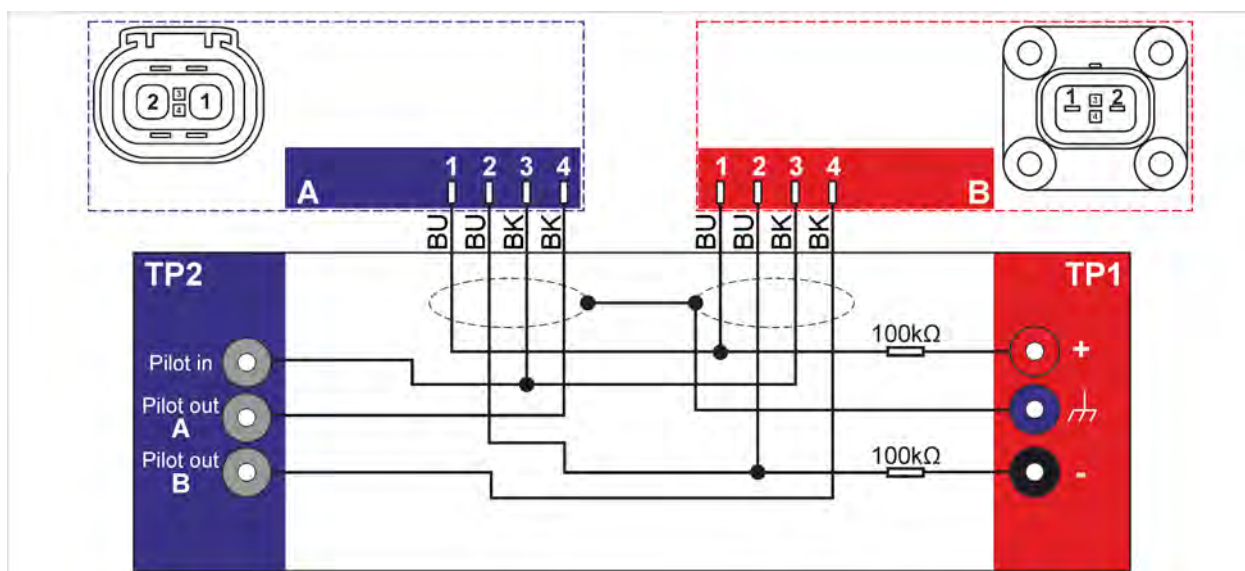 2 3 4 1
1 3 4 2
A 1 2 3 4
1 2 3 4 B
BU BU BK BK
BU BU BK BK
TP2
TP1
Pilot in
Pilot out
A
Pilot out
B
100kΩ
+
100kΩ
-